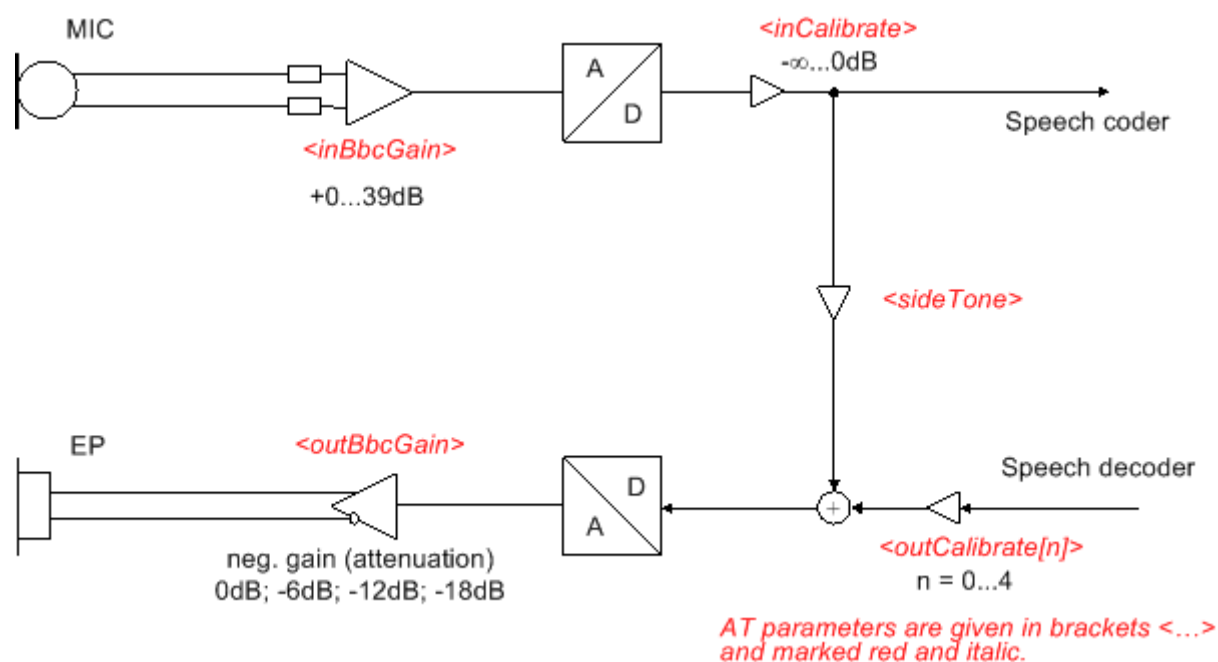 MIC
<inCalibrate>
-∞...0dB
A
D
Speech coder
<inBbcGain>
+0...39dB
<sideTone>
EP
<outBbcGain>
D
A
Speech decoder
+
<outCalibrate[n]>
n = 0...4
neg. gain (attenuation)
0dB; -6dB; -12dB; -18dB
AT parameters are given in brackets <...>
and marked red and italic.